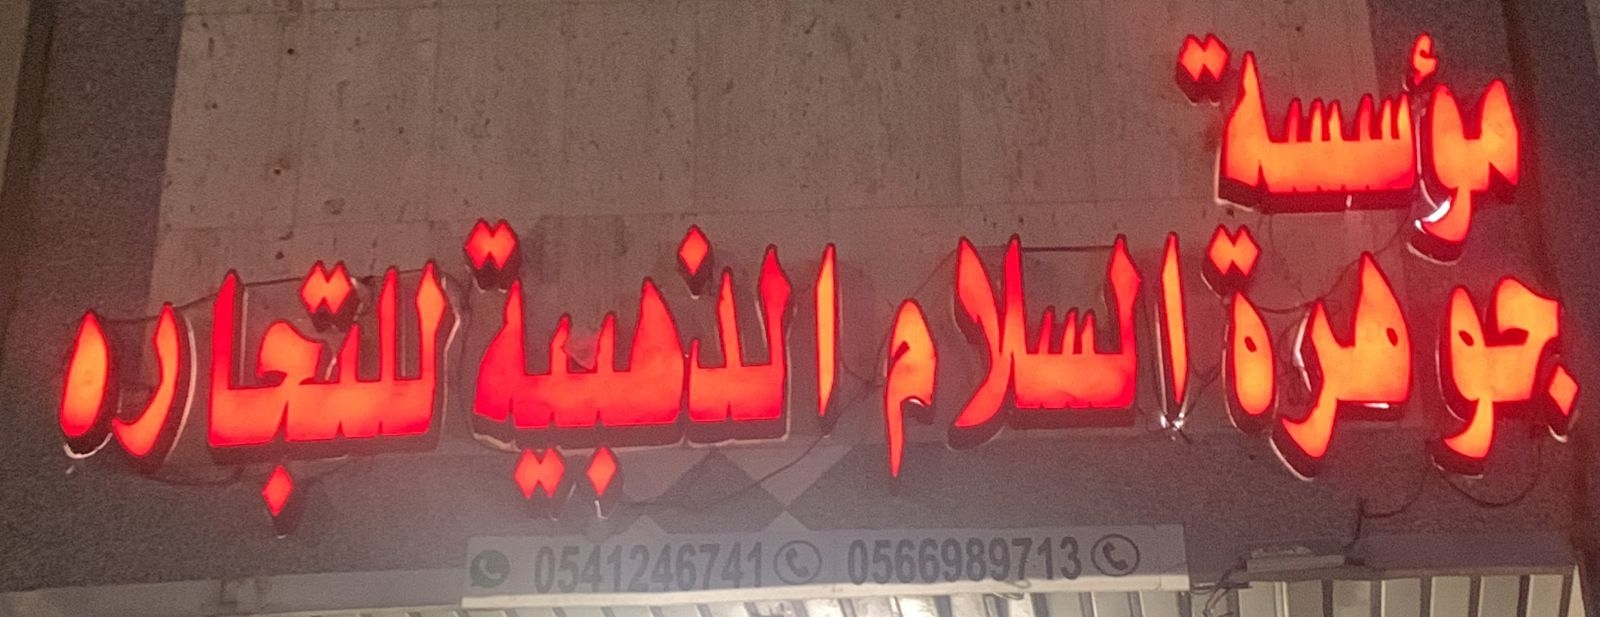 مؤسسة
جوهرة السلام الذهبية للتجاره
0541246741 0566989713